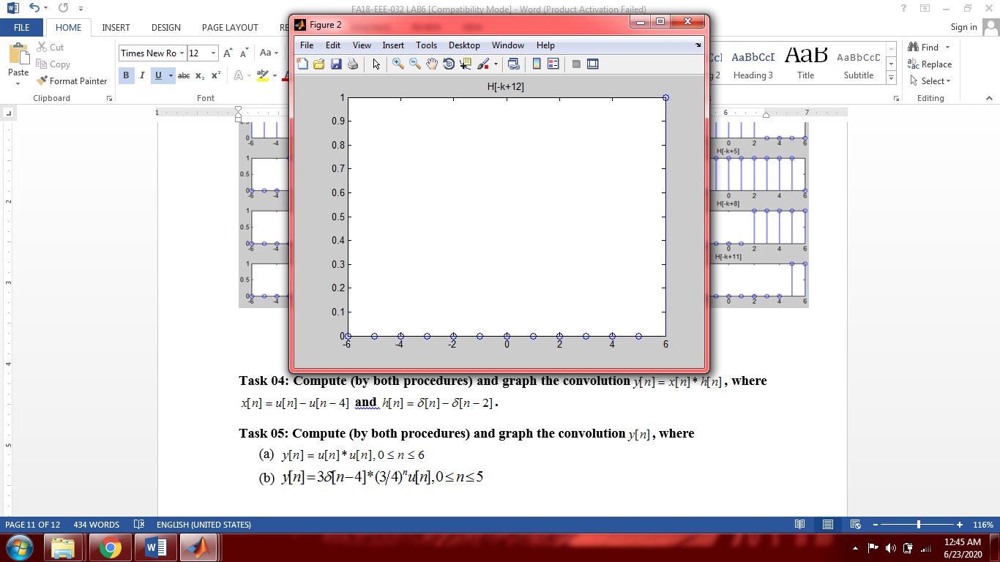 FA18-EEE-032 LAB6 [Compatibility Mode] - Word (Product Activation Failed)
FILE HOME INSERT DESIGN PAGE LAYOUT RE
Sign in
Cut
Copy
Format Painter
Paste
Clipboard
Times New Ro 12 A A Aa
B I U abc x₂ x² A ab A
Font
g 2 Heading 3 Title Subtitle
AaBbCcI AaB AaBbCcD
Find
Replace
Select
Editing
Figure 2
File Edit View Insert Tools Desktop Window Help
H[-k+12]
1
0.9
0.8
0.7
0.6
0.5
0.4
0.3
0.2
0.1
0
-6 -4 -2 0 2 4 6
0 -6 -4
0 2 4 6
H[-k+5]
1
0.5
0 -6 -4
0 2 4 6
H[-k+8]
1
0.5
0 -6 -4
0 2 4 6
H[-k+11]
1
0.5
0 -6 -4
0 2 4 6
Task 04: Compute (by both procedures) and graph the convolution y[n] = x[n]* h[n], where
x[n] = u[n] − u[n − 4] and h[n] = δ[n] − δ[n − 2].
Task 05: Compute (by both procedures) and graph the convolution y[n], where
(a) y[n] = u[n]* u[n], 0 ≤ n ≤ 6
(b) y[n]=3δ[n−4]*(3/4)ⁿu[n],0≤n≤5
PAGE 11 OF 12 434 WORDS ENGLISH (UNITED STATES)
116%
12:45 AM
6/23/2020